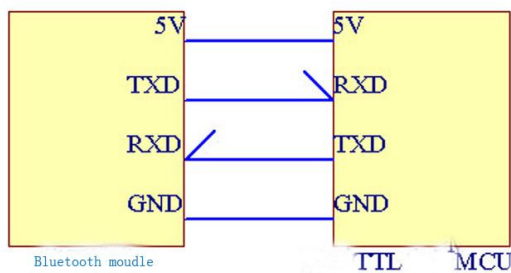 5V 5V
TXD RXD
RXD TXD
GND GND
Bluetooth moudle TTL MCU